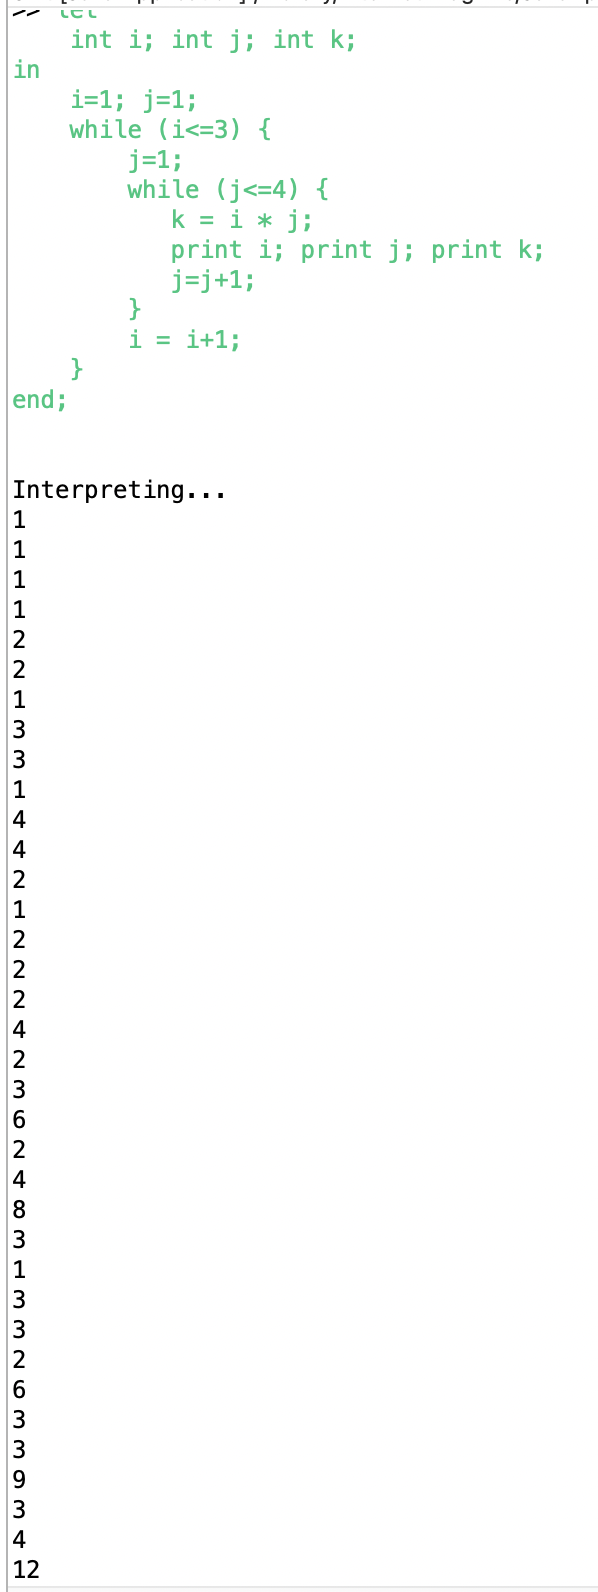 >> let
    int i; int j; int k;
in
    i=1; j=1;
    while (i<=3) {
        j=1;
        while (j<=4) {
           k = i * j;
           print i; print j; print k;
           j=j+1;
        }
        i = i+1;
    }
end;
Interpreting...
1
1
1
1
2
2
1
3
3
1
4
4
2
1
2
2
2
4
2
3
6
2
4
8
3
1
3
3
2
6
3
3
9
3
4
12